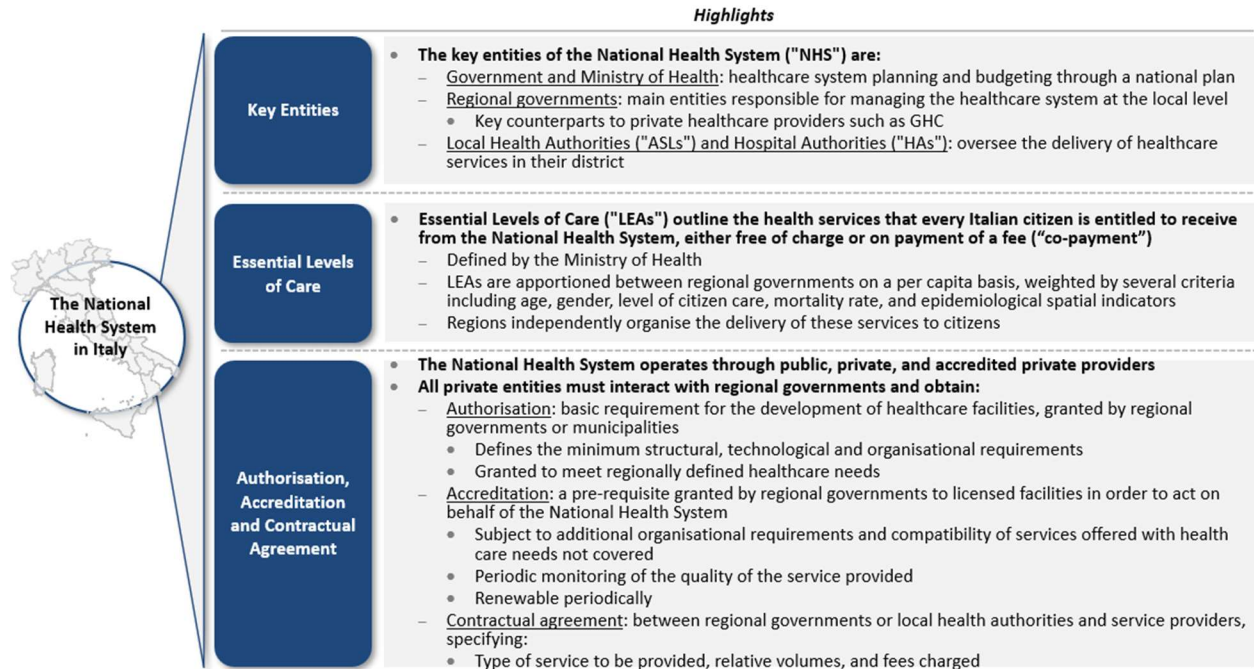 Highlights
The National
Health System
in Italy
Key Entities
• The key entities of the National Health System ("NHS") are:
– Government and Ministry of Health: healthcare system planning and budgeting through a national plan
– Regional governments: main entities responsible for managing the healthcare system at the local level
• Key counterparts to private healthcare providers such as GHC
– Local Health Authorities ("ASLs") and Hospital Authorities ("HAs"): oversee the delivery of healthcare
services in their district
Essential Levels
of Care
• Essential Levels of Care ("LEAs") outline the health services that every Italian citizen is entitled to receive
from the National Health System, either free of charge or on payment of a fee (“co-payment”)
– Defined by the Ministry of Health
– LEAs are apportioned between regional governments on a per capita basis, weighted by several criteria
including age, gender, level of citizen care, mortality rate, and epidemiological spatial indicators
– Regions independently organise the delivery of these services to citizens
Authorisation,
Accreditation
and Contractual
Agreement
• The National Health System operates through public, private, and accredited private providers
• All private entities must interact with regional governments and obtain:
– Authorisation: basic requirement for the development of healthcare facilities, granted by regional
governments or municipalities
• Defines the minimum structural, technological and organisational requirements
• Granted to meet regionally defined healthcare needs
– Accreditation: a pre-requisite granted by regional governments to licensed facilities in order to act on
behalf of the National Health System
• Subject to additional organisational requirements and compatibility of services offered with health
care needs not covered
• Periodic monitoring of the quality of the service provided
• Renewable periodically
– Contractual agreement: between regional governments or local health authorities and service providers,
specifying:
• Type of service to be provided, relative volumes, and fees charged